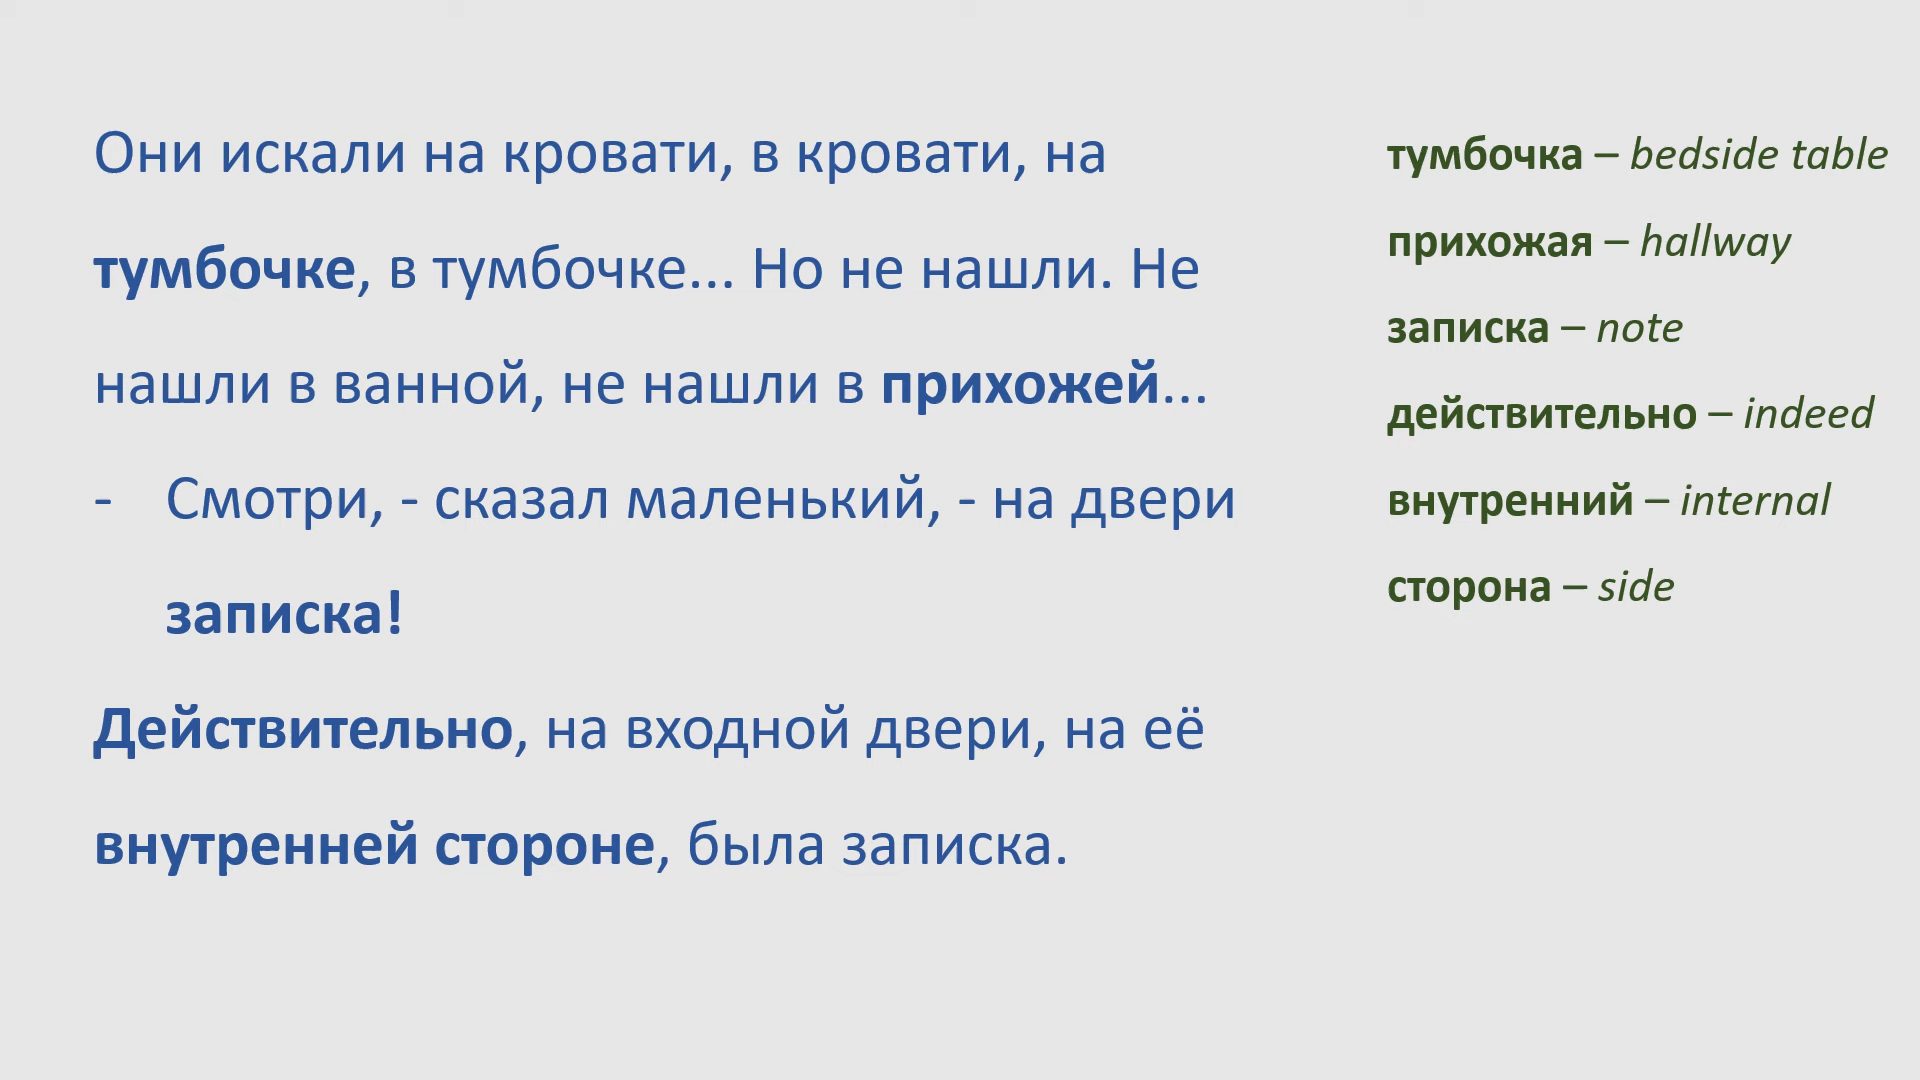 Они искали на кровати, в кровати, на
тумбочке, в тумбочке... Но не нашли. Не
нашли в ванной, не нашли в прихожей...
- Смотри, - сказал маленький, - на двери
записка!
Действительно, на входной двери, на её
внутренней стороне, была записка.
тумбочка – bedside table
прихожая – hallway
записка – note
действительно – indeed
внутренний – internal
сторона – side